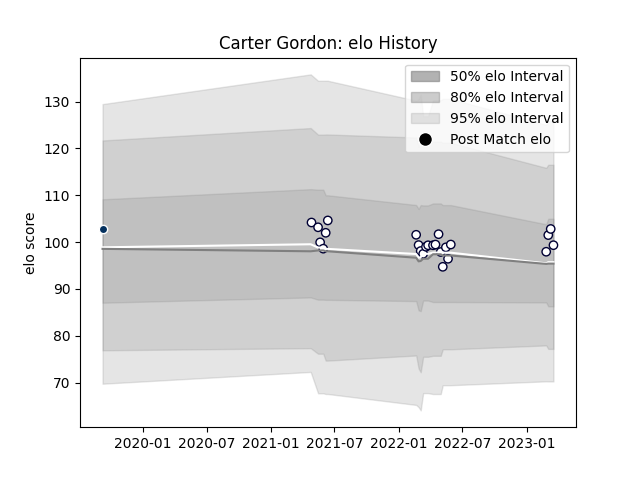 Carter Gordon: elo History
50% elo Interval
80% elo Interval
95% elo Interval
Post Match elo
elo score
130
120
110
100
90
80
70
2020-01 2020-07 2021-01 2021-07 2022-01 2022-07 2023-01